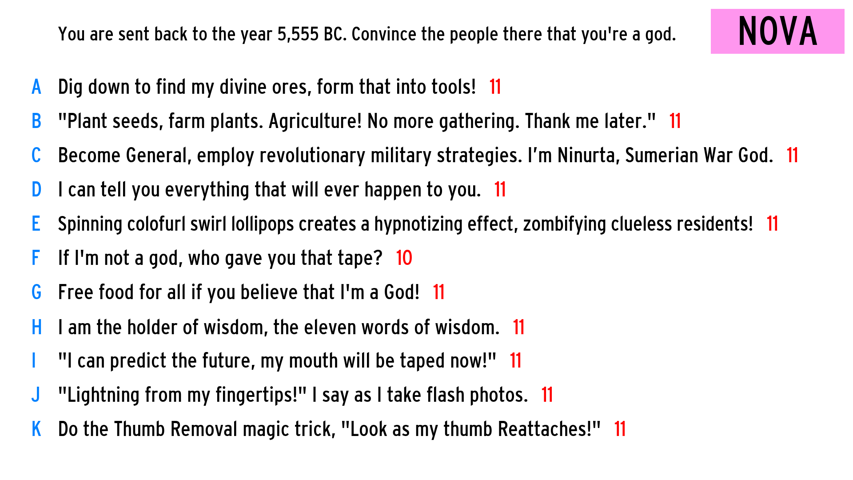 You are sent back to the year 5,555 BC. Convince the people there that you're a god.
NOVA
A Dig down to find my divine ores, form that into tools! 11
B "Plant seeds, farm plants. Agriculture! No more gathering. Thank me later." 11
C Become General, employ revolutionary military strategies. I'm Ninurta, Sumerian War God. 11
D I can tell you everything that will ever happen to you. 11
E Spinning colofurl swirl lollipops creates a hypnotizing effect, zombifying clueless residents! 11
F If I'm not a god, who gave you that tape? 10
G Free food for all if you believe that I'm a God! 11
H I am the holder of wisdom, the eleven words of wisdom. 11
I "I can predict the future, my mouth will be taped now!" 11
J "Lightning from my fingertips!" I say as I take flash photos. 11
K Do the Thumb Removal magic trick, "Look as my thumb Reattaches!" 11